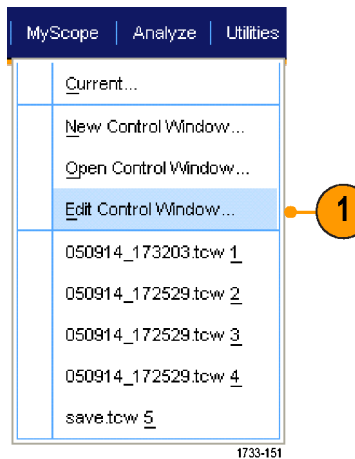 MyScope | Analyze | Utilities
Current...
New Control Window...
Open Control Window...
Edit Control Window...
1
050914_173203.tcw 1
050914_172529.tcw 2
050914_172529.tcw 3
050914_172529.tcw 4
save.tcw 5
1733-151